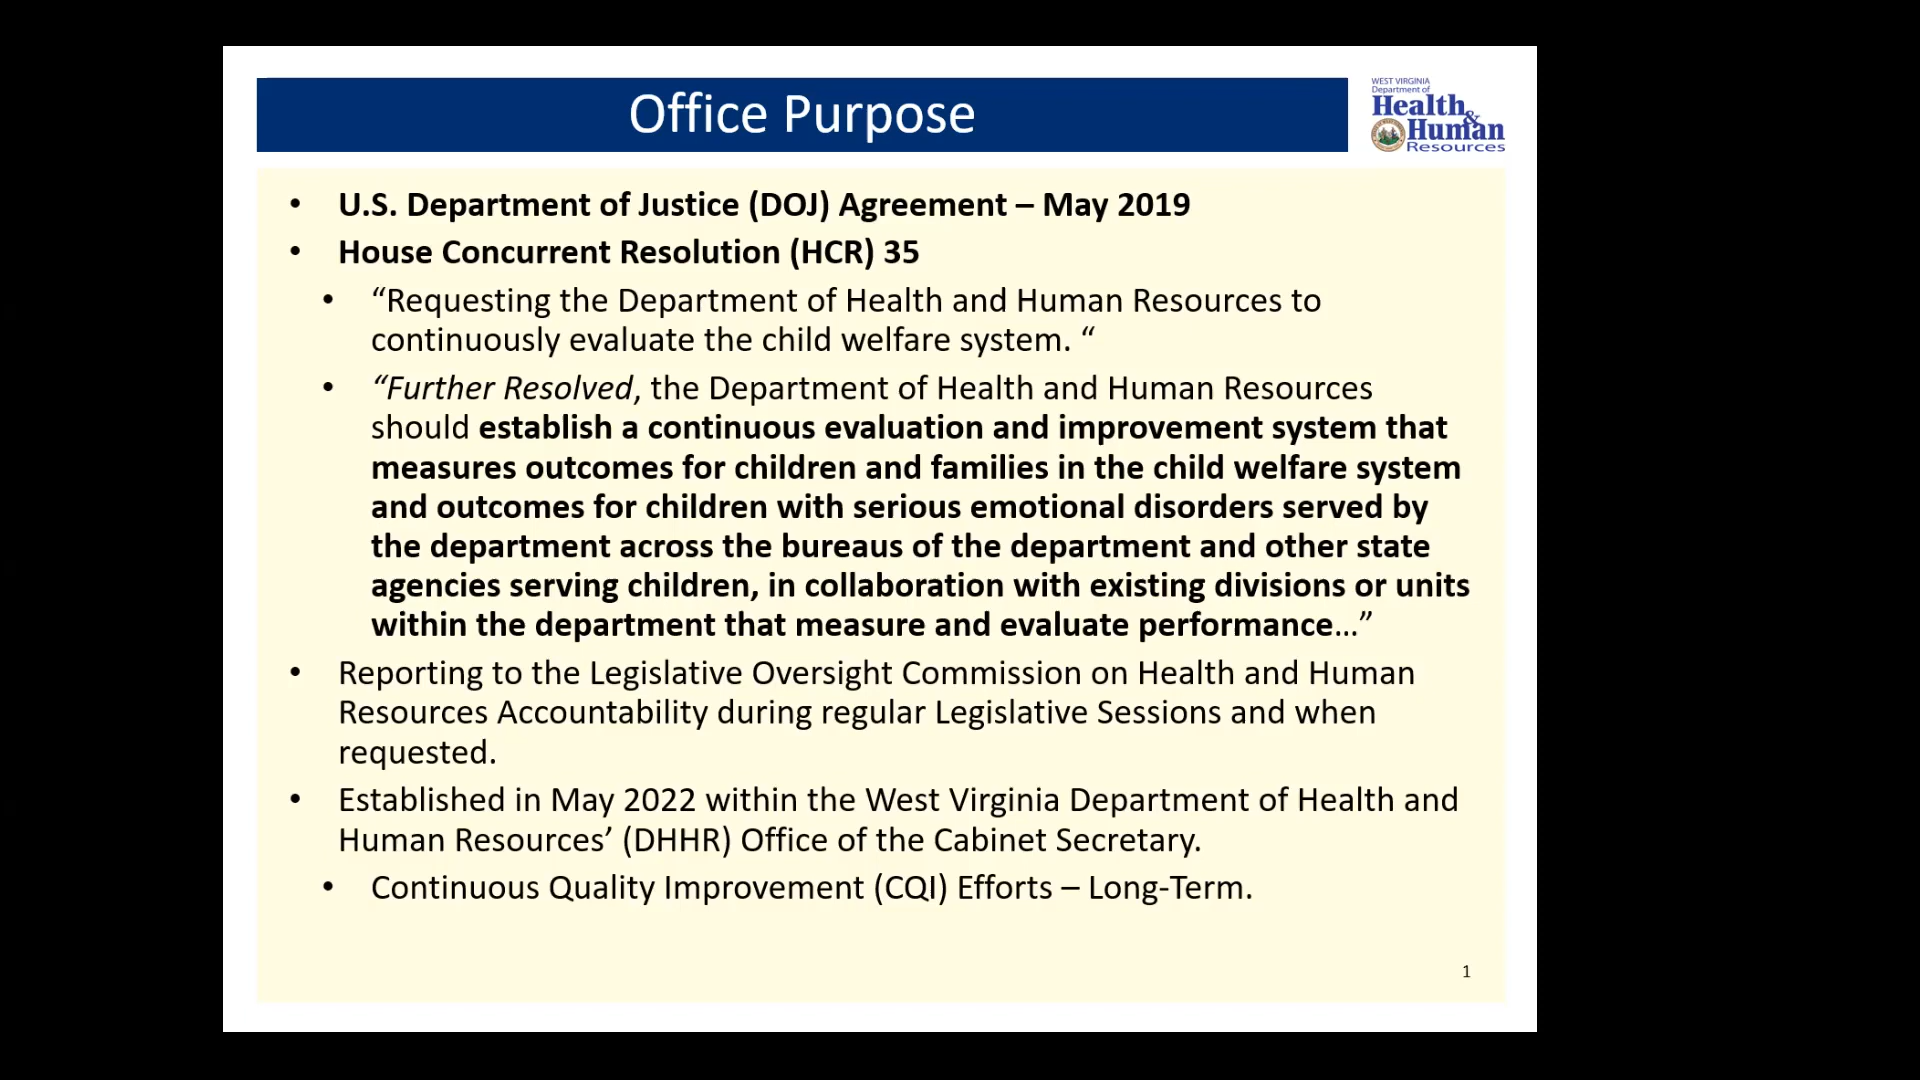 Office Purpose
WEST VIRGINIA
Department of
Health
&
Human
Resources
• U.S. Department of Justice (DOJ) Agreement – May 2019
• House Concurrent Resolution (HCR) 35
• “Requesting the Department of Health and Human Resources to
continuously evaluate the child welfare system. “
• “Further Resolved, the Department of Health and Human Resources
should establish a continuous evaluation and improvement system that
measures outcomes for children and families in the child welfare system
and outcomes for children with serious emotional disorders served by
the department across the bureaus of the department and other state
agencies serving children, in collaboration with existing divisions or units
within the department that measure and evaluate performance…”
• Reporting to the Legislative Oversight Commission on Health and Human
Resources Accountability during regular Legislative Sessions and when
requested.
• Established in May 2022 within the West Virginia Department of Health and
Human Resources’ (DHHR) Office of the Cabinet Secretary.
• Continuous Quality Improvement (CQI) Efforts – Long-Term.
1